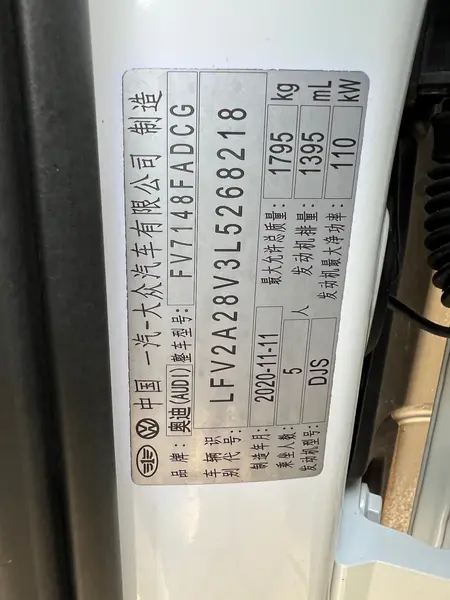 中国 一汽-大众汽车有限公司 制造
品牌: 奥迪(AUDI) 整车型号: FV7148FADCG
车辆识别代号: LFV2A28V3L5268218
制造年月: 2020-11-11 最大允许总质量: 1795 kg
乘坐人数: 5 人 发动机排量: 1395 mL
发动机型号: DJS 发动机最大净功率: 110 kW